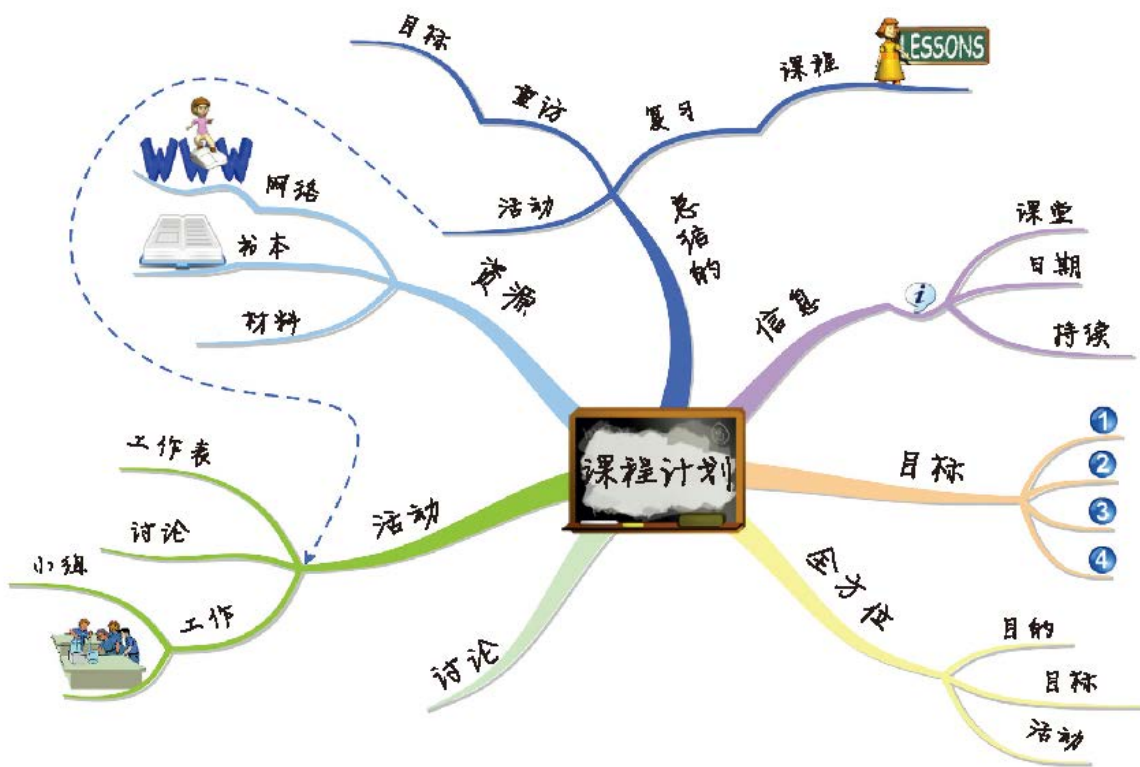 目标
重访
复习
课程
LESSONS
活动
总结的
WWW
网络
书本
材料
资源
信息
i
课堂
日期
持续
课程计划
目标
1
2
3
4
全方位
目的
目标
活动
讨论
活动
工作表
讨论
小组
工作